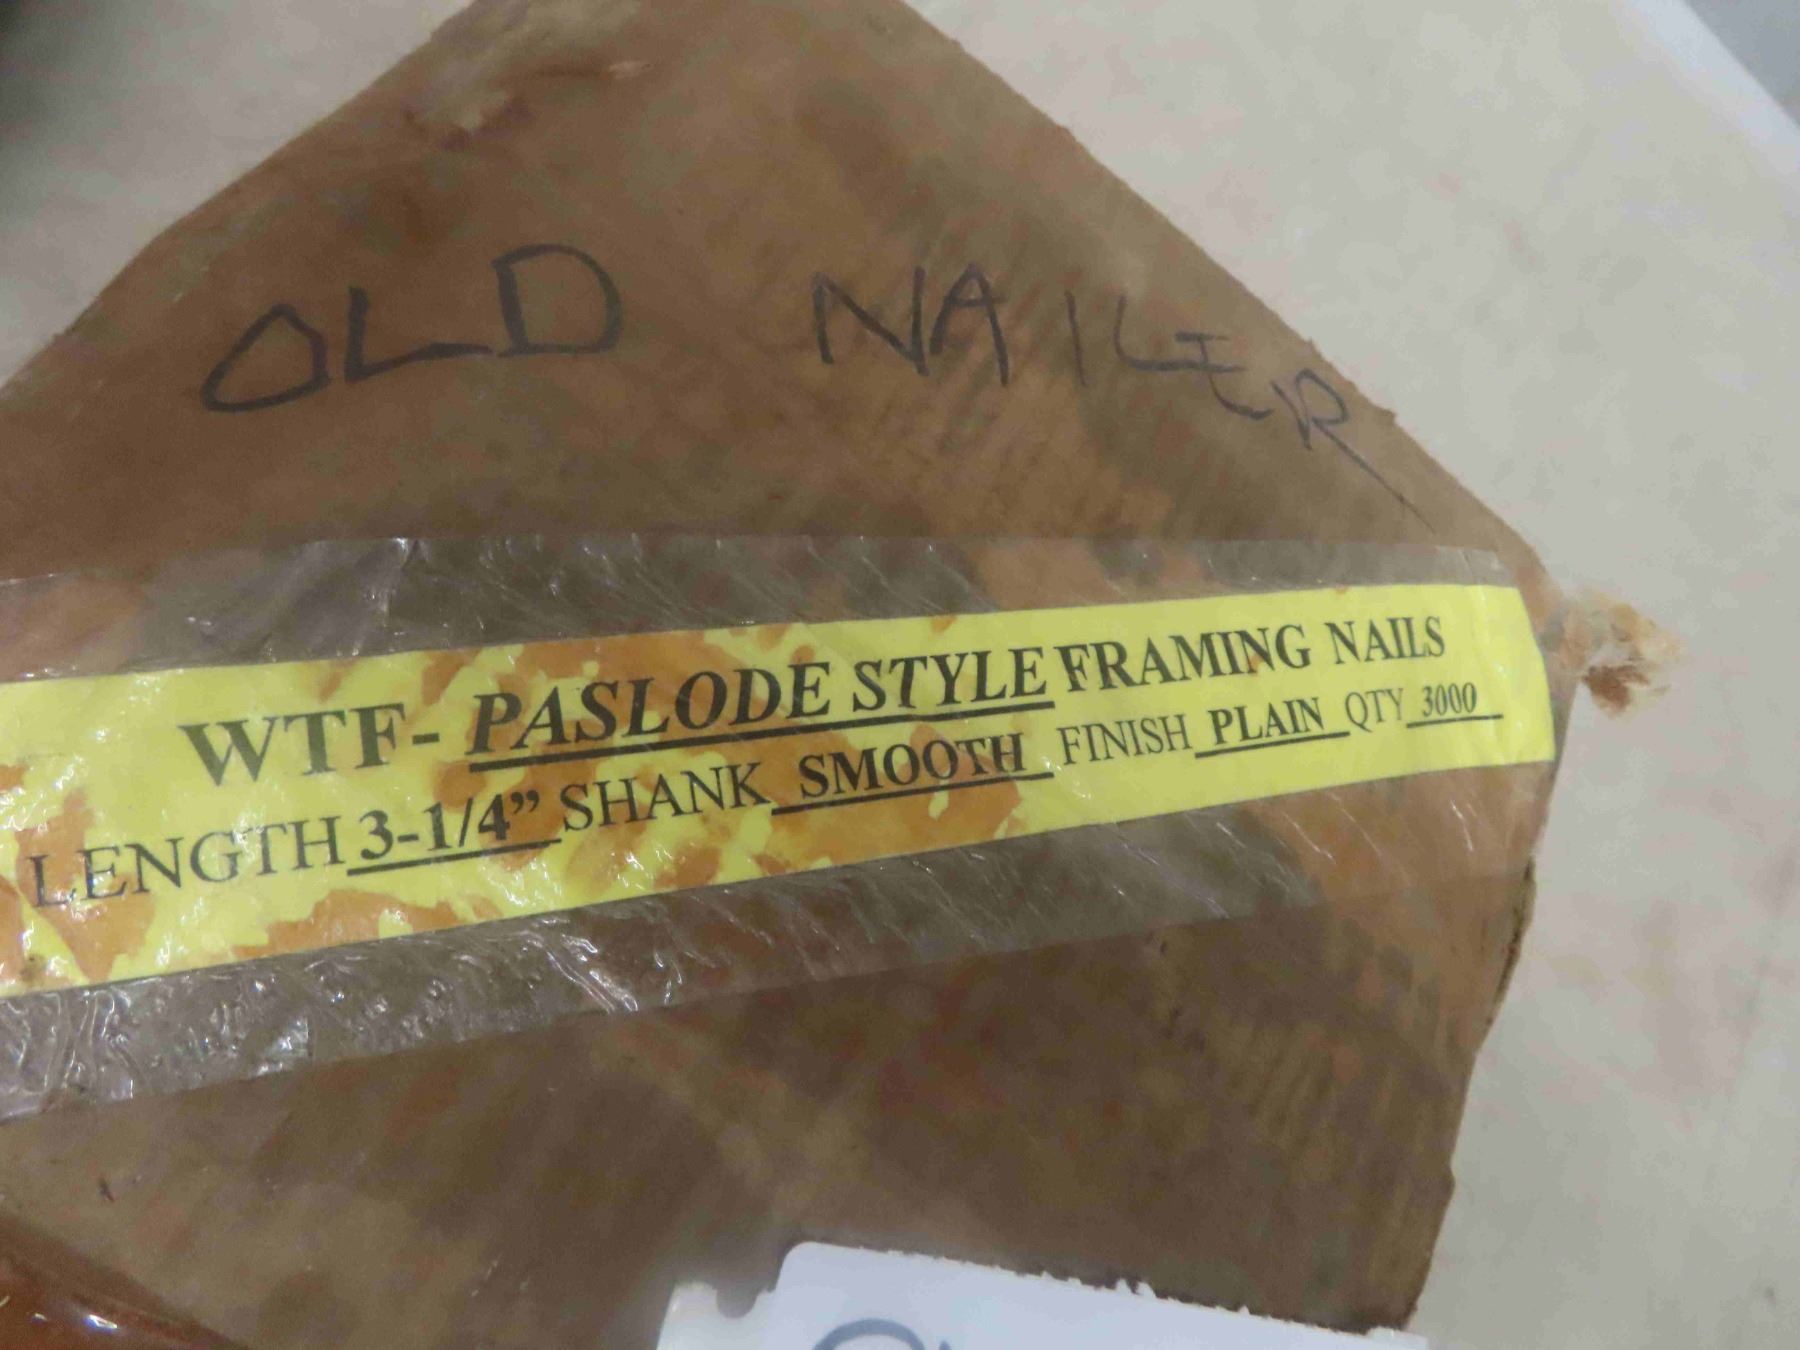 OLD NAILER
WTF- PASLODE STYLE FRAMING NAILS
LENGTH 3-1/4” SHANK SMOOTH FINISH PLAIN QTY 3000